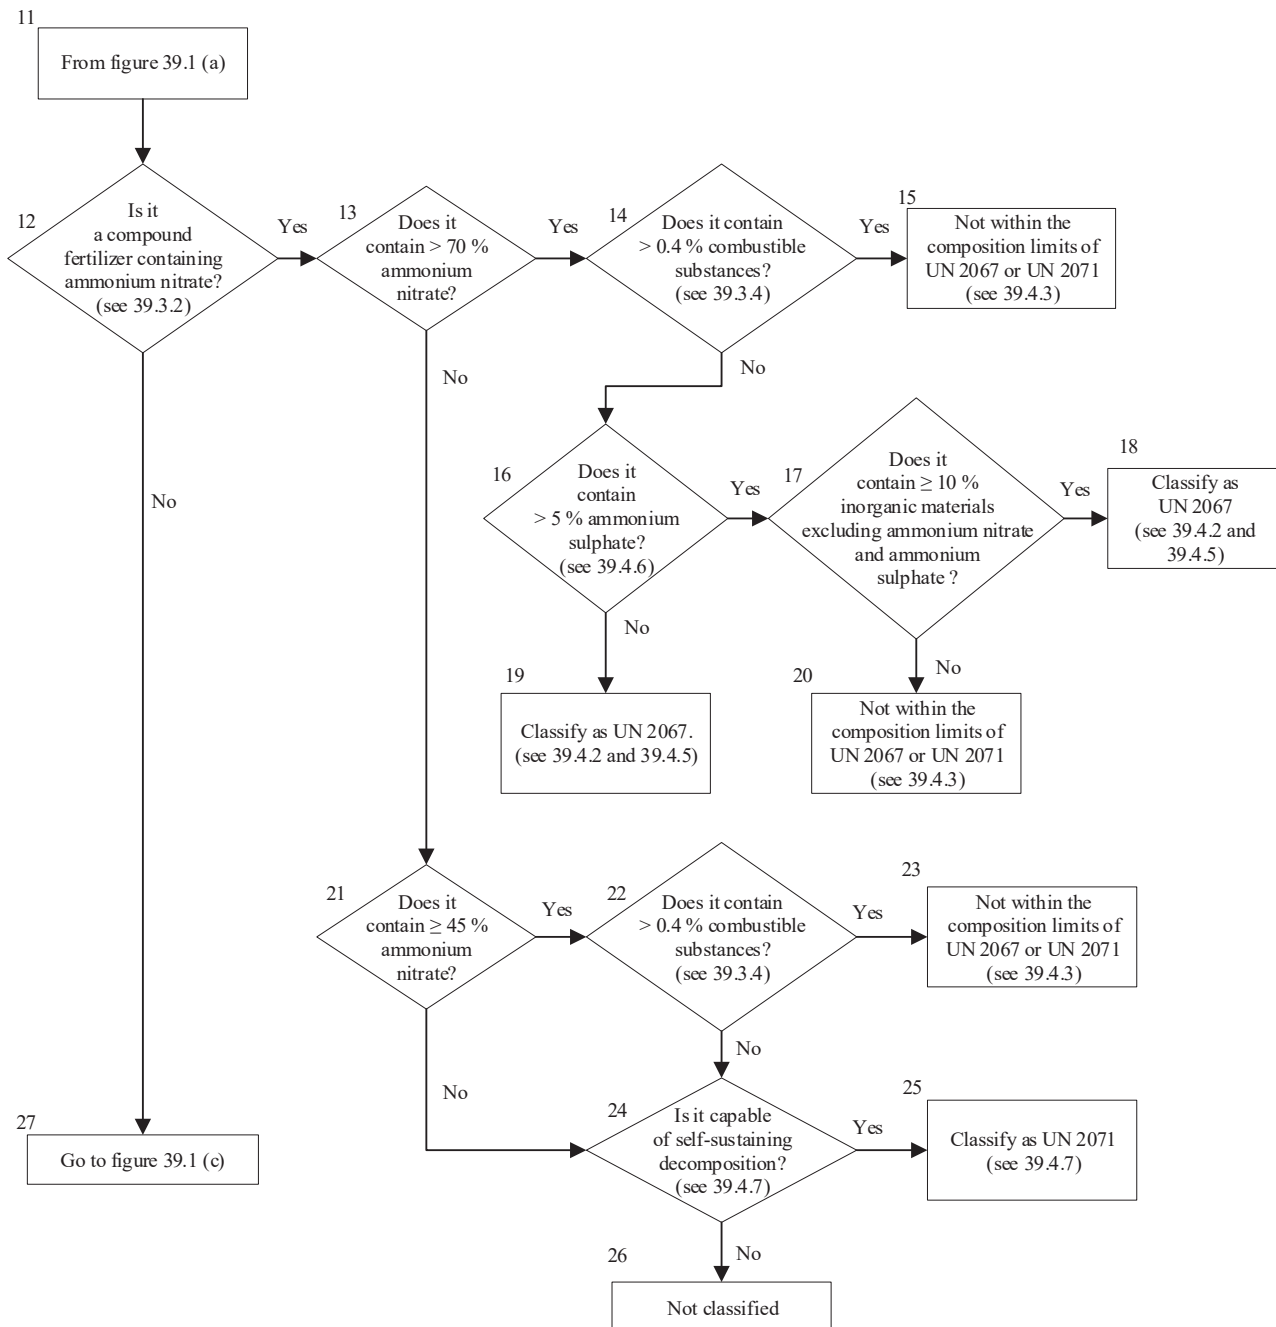 11
From figure 39.1 (a)
12
Is it
a compound
fertilizer containing
ammonium nitrate?
(see 39.3.2)
Yes
13
Does it
contain > 70 %
ammonium
nitrate?
Yes
14
Does it contain
> 0.4 % combustible
substances?
(see 39.3.4)
Yes
15
Not within the
composition limits of
UN 2067 or UN 2071
(see 39.4.3)
No
No
16
Does it
contain
> 5 % ammonium
sulphate?
(see 39.4.6)
Yes
17
Does it
contain ≥ 10 %
inorganic materials
excluding ammonium nitrate
and ammonium
sulphate ?
Yes
18
Classify as
UN 2067
(see 39.4.2 and
39.4.5)
No
No
No
19
Classify as UN 2067.
(see 39.4.2 and 39.4.5)
20
Not within the
composition limits of
UN 2067 or UN 2071
(see 39.4.3)
21
Does it
contain ≥ 45 %
ammonium
nitrate?
Yes
22
Does it contain
> 0.4 % combustible
substances?
(see 39.3.4)
Yes
23
Not within the
composition limits of
UN 2067 or UN 2071
(see 39.4.3)
No
No
24
Is it capable
of self-sustaining
decomposition?
(see 39.4.7)
Yes
25
Classify as UN 2071
(see 39.4.7)
27
Go to figure 39.1 (c)
No
26
Not classified